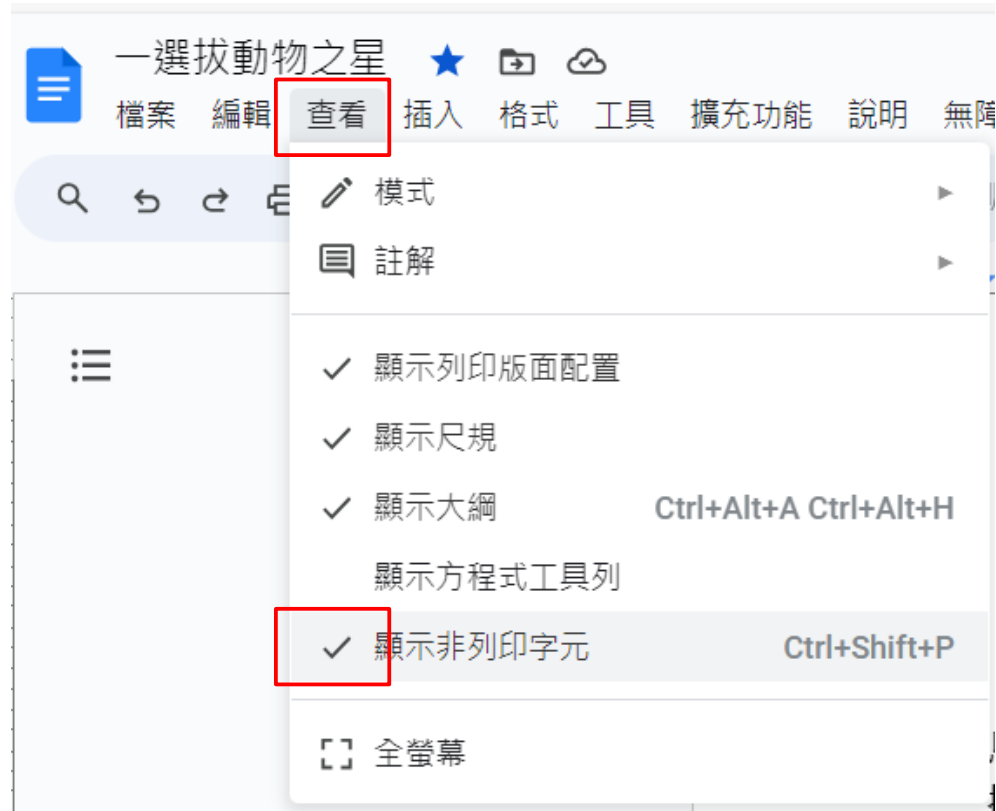 一選拔動物之星
檔案 編輯 查看 插入 格式 工具 擴充功能 說明
模式
註解
顯示列印版面配置
顯示尺規
顯示大綱 Ctrl+Alt+A Ctrl+Alt+H
顯示方程式工具列
顯示非列印字元 Ctrl+Shift+P
全螢幕